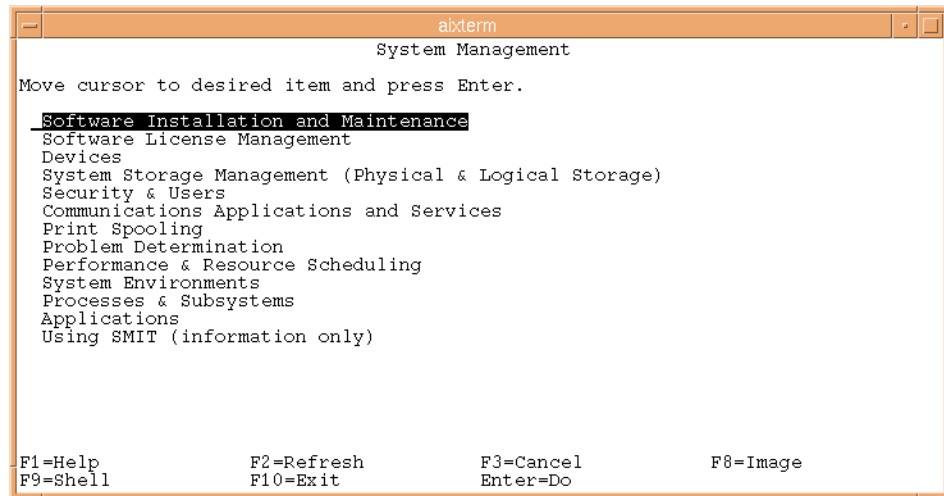 aixterm
System Management
Move cursor to desired item and press Enter.
Software Installation and Maintenance
Software License Management
Devices
System Storage Management (Physical & Logical Storage)
Security & Users
Communications Applications and Services
Print Spooling
Problem Determination
Performance & Resource Scheduling
System Environments
Processes & Subsystems
Applications
Using SMIT (information only)
F1=Help F2=Refresh F3=Cancel F8=Image
F9=Shell F10=Exit Enter=Do